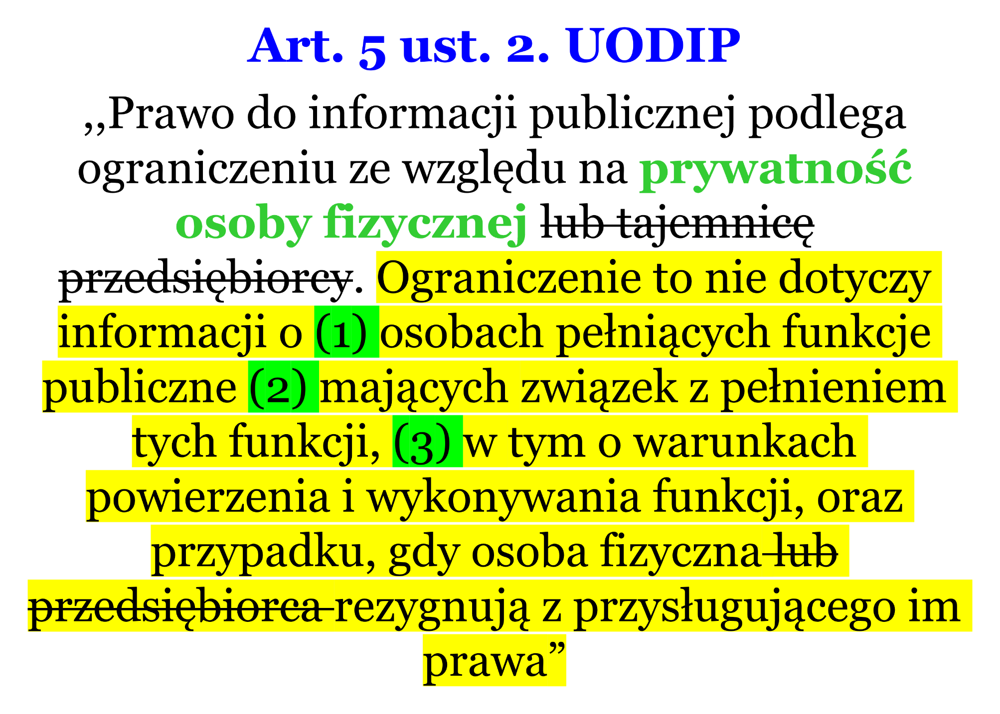 Art. 5 ust. 2. UODIP
,,Prawo do informacji publicznej podlega
ograniczeniu ze względu na prywatność
osoby fizycznej lub tajemnicę
przedsiębiorcy. Ograniczenie to nie dotyczy
informacji o (1) osobach pełniących funkcje
publiczne (2) mających związek z pełnieniem
tych funkcji, (3) w tym o warunkach
powierzenia i wykonywania funkcji, oraz
przypadku, gdy osoba fizyczna lub
przedsiębiorca rezygnują z przysługującego im
prawa”